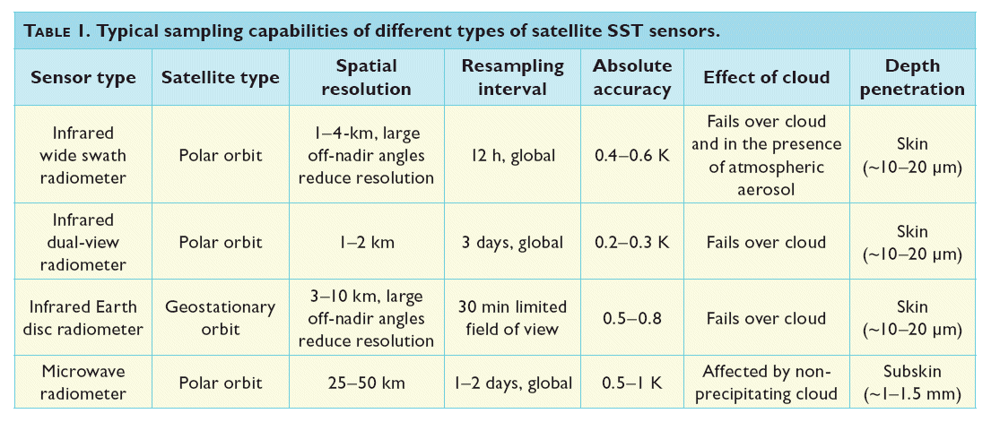 TABLE 1. Typical sampling capabilities of different types of satellite SST sensors.
Sensor type
Satellite type
Spatial
resolution
Resampling
interval
Absolute
accuracy
Effect of cloud
Depth
penetration
Infrared
wide swath
radiometer
Polar orbit
1–4-km, large
off-nadir angles
reduce resolution
12 h, global
0.4–0.6 K
Fails over cloud
and in the presence
of atmospheric
aerosol
Skin
(~10–20 µm)
Infrared
dual-view
radiometer
Polar orbit
1–2 km
3 days, global
0.2–0.3 K
Fails over cloud
Skin
(~10–20 µm)
Infrared Earth
disc radiometer
Geostationary
orbit
3–10 km, large
off-nadir angles
reduce resolution
30 min limited
field of view
0.5–0.8
Fails over cloud
Skin
(~10–20 µm)
Microwave
radiometer
Polar orbit
25–50 km
1–2 days, global
0.5–1 K
Affected by non-
precipitating cloud
Subskin
(~1–1.5 mm)